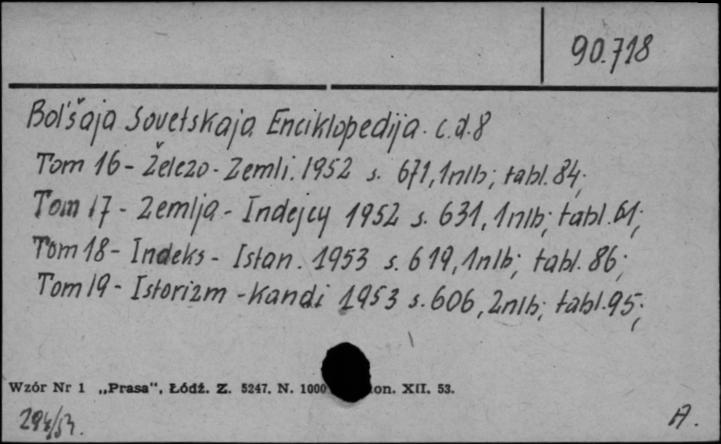 90.718
Bol'šaja Sovetskaja Enciklopedija. c.d.8
Tom 16 - Železo - Zemli. 1952 s. 671, 1nlb; tabl. 84;
Tom 17 - Zemlja - Indejcy 1952 s. 631, 1nlb; tabl. 61;
Tom 18 - Indeks - Istan. 1953 s. 619, 1nlb; tabl. 86;
Tom 19 - Istorizm - Kandi 1953 s. 606, 2nlb; tabl. 95;
Wzór Nr 1 „Prasa", Łódź. Z. 5247. N. 1000 on. XII. 53.
A.